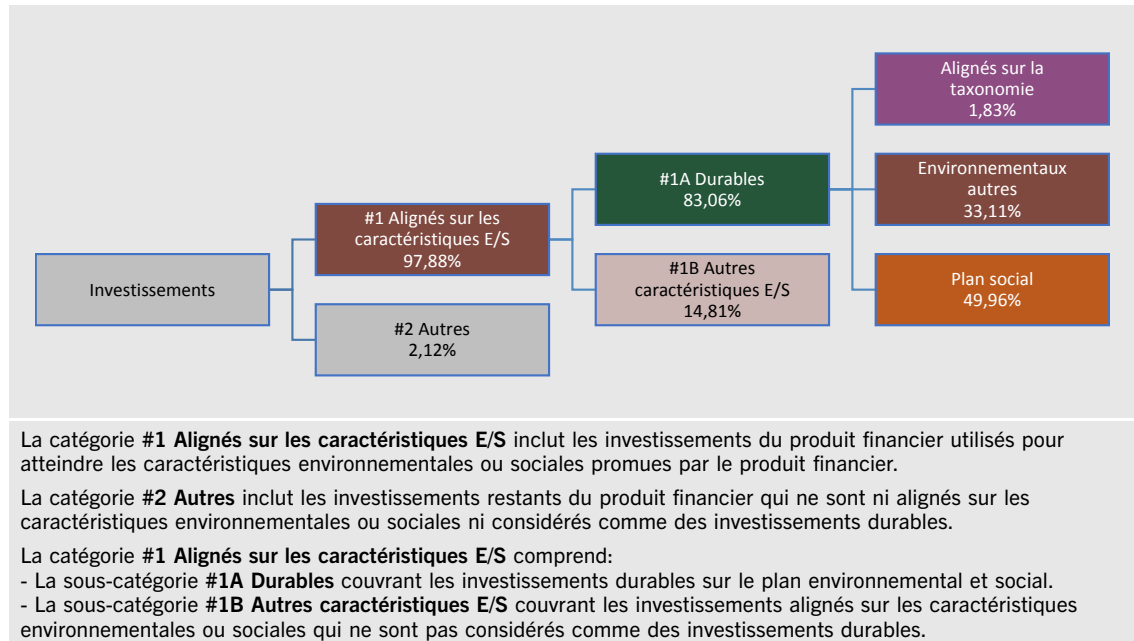 Investissements
#1 Alignés sur les
caractéristiques E/S
97,88%
#2 Autres
2,12%
#1A Durables
83,06%
#1B Autres
caractéristiques E/S
14,81%
Alignés sur la
taxonomie
1,83%
Environnementaux
autres
33,11%
Plan social
49,96%
La catégorie #1 Alignés sur les caractéristiques E/S inclut les investissements du produit financier utilisés pour
atteindre les caractéristiques environnementales ou sociales promues par le produit financier.
La catégorie #2 Autres inclut les investissements restants du produit financier qui ne sont ni alignés sur les
caractéristiques environnementales ou sociales ni considérés comme des investissements durables.
La catégorie #1 Alignés sur les caractéristiques E/S comprend:
- La sous-catégorie #1A Durables couvrant les investissements durables sur le plan environnemental et social.
- La sous-catégorie #1B Autres caractéristiques E/S couvrant les investissements alignés sur les caractéristiques
environnementales ou sociales qui ne sont pas considérés comme des investissements durables.